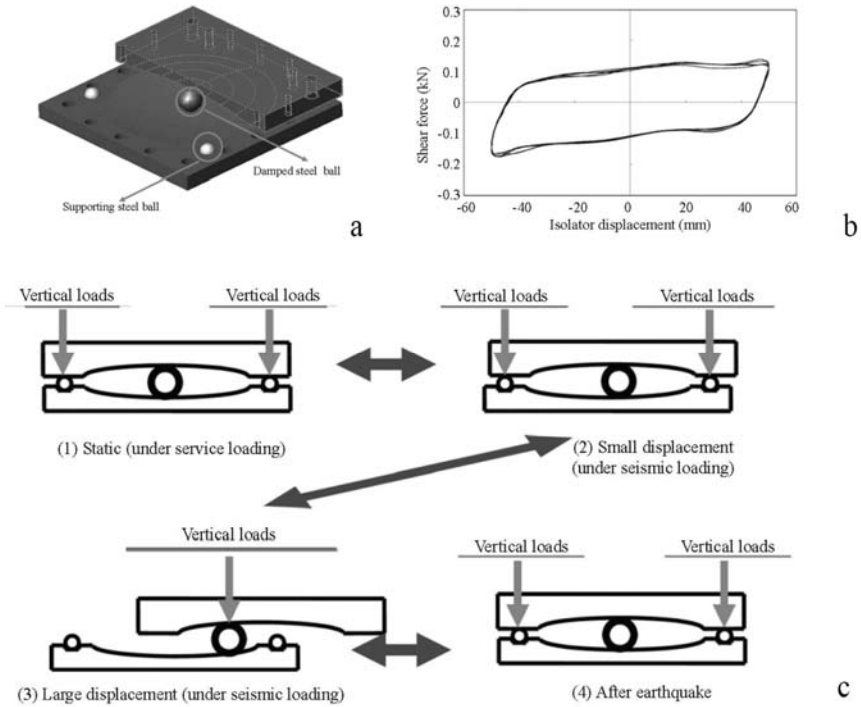 Damped steel ball
Supporting steel ball
a
0.3
0.2
0.1
0
-0.1
-0.2
-0.3
Shear force (kN)
-60
-40
-20
0
20
40
60
Isolator displacement (mm)
b
Vertical loads
Vertical loads
(1) Static (under service loading)
Vertical loads
Vertical loads
(2) Small displacement
(under seismic loading)
Vertical loads
(3) Large displacement (under seismic loading)
Vertical loads
Vertical loads
(4) After earthquake
c